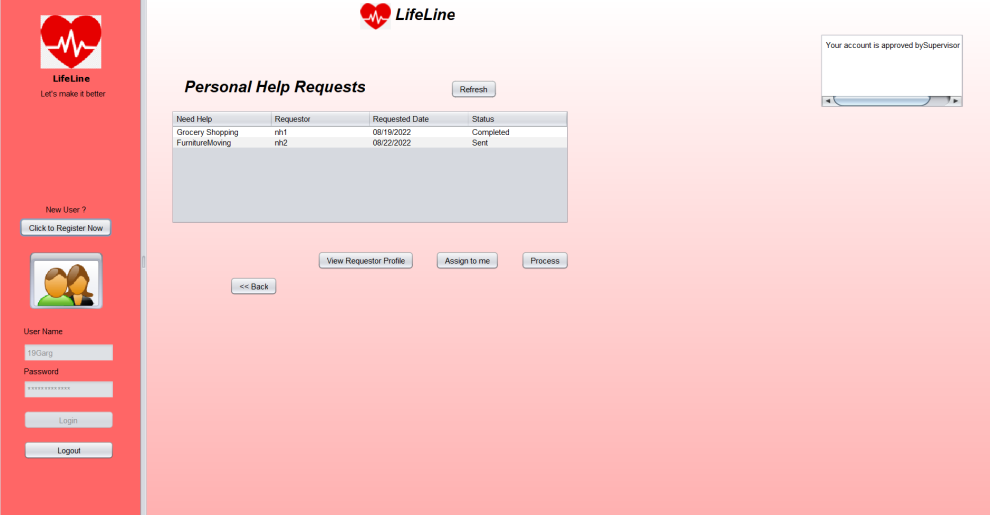 LifeLine
Let's make it better
New User ?
Click to Register Now
User Name
19Garg
Password
*************
Login
Logout
LifeLine
Your account is approved bySupervisor
Personal Help Requests
Refresh
Need Help Requestor Requested Date Status
Grocery Shopping nh1 08/19/2022 Completed
FurnitureMoving nh2 08/22/2022 Sent
View Requestor Profile Assign to me Process
<< Back